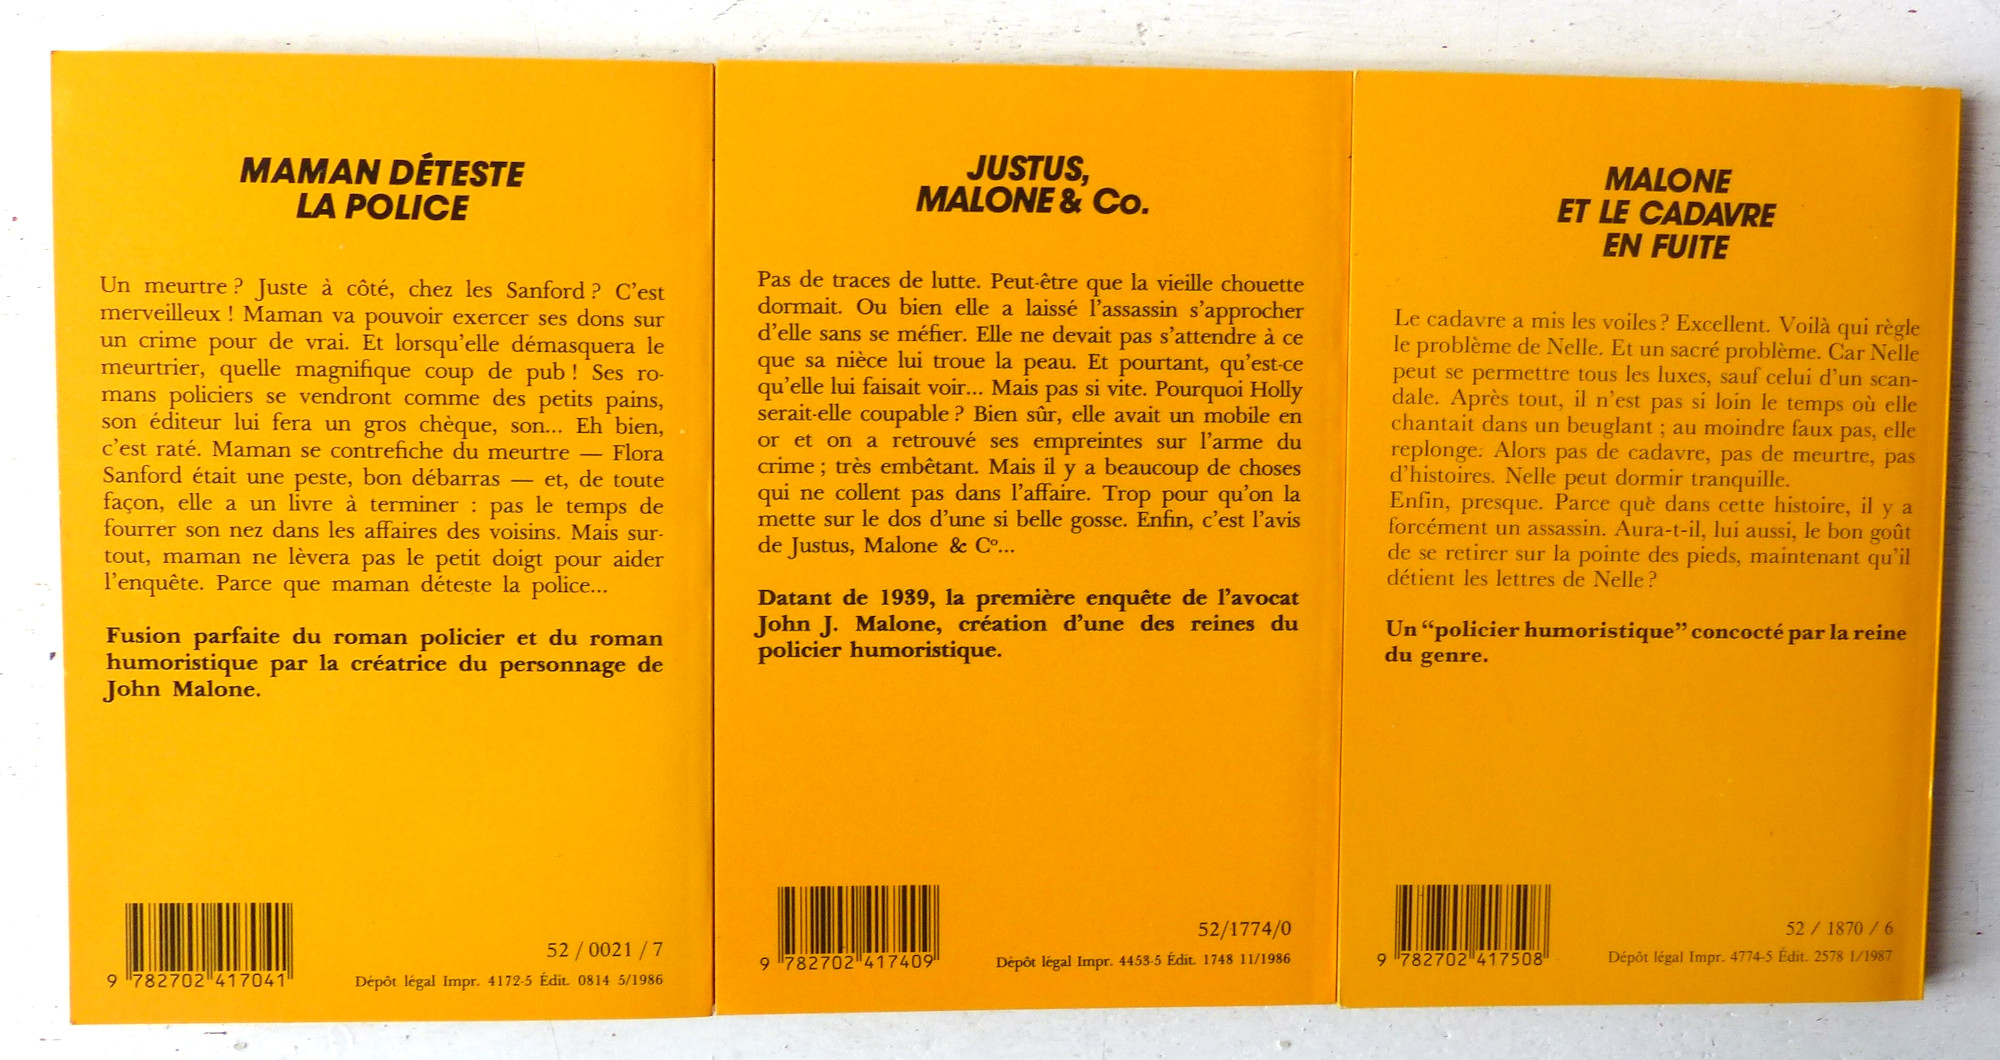 MAMAN DÉTESTE
LA POLICE
Un meurtre ? Juste à côté, chez les Sanford ? C'est
merveilleux ! Maman va pouvoir exercer ses dons sur
un crime pour de vrai. Et lorsqu'elle démasquera le
meurtrier, quelle magnifique coup de pub ! Ses ro-
mans policiers se vendront comme des petits pains,
son éditeur lui fera un gros chèque, son... Eh bien,
c'est raté. Maman se contrefiche du meurtre — Flora
Sanford était une peste, bon débarras — et, de toute
façon, elle a un livre à terminer : pas le temps de
fourrer son nez dans les affaires des voisins. Mais sur-
tout, maman ne lèvera pas le petit doigt pour aider
l'enquête. Parce que maman déteste la police...
Fusion parfaite du roman policier et du roman
humoristique par la créatrice du personnage de
John Malone.
9 782702 417041
52 / 0021 / 7
Dépôt légal Impr. 4172-5 Édit. 0814 5/1986
JUSTUS,
MALONE & Co.
Pas de traces de lutte. Peut-être que la vieille chouette
dormait. Ou bien elle a laissé l'assassin s'approcher
d'elle sans se méfier. Elle ne devait pas s'attendre à ce
que sa nièce lui troue la peau. Et pourtant, qu'est-ce
qu'elle lui faisait voir... Mais pas si vite. Pourquoi Holly
serait-elle coupable ? Bien sûr, elle avait un mobile en
or et on a retrouvé ses empreintes sur l'arme du
crime ; très embêtant. Mais il y a beaucoup de choses
qui ne collent pas dans l'affaire. Trop pour qu'on la
mette sur le dos d'une si belle gosse. Enfin, c'est l'avis
de Justus, Malone & Cº...
Datant de 1939, la première enquête de l'avocat
John J. Malone, création d'une des reines du
policier humoristique.
9 782702 417409
52/1774/0
Dépôt légal Impr. 4453-5 Édit. 1748 11/1986
MALONE
ET LE CADAVRE
EN FUITE
Le cadavre a mis les voiles ? Excellent. Voilà qui règle
le problème de Nelle. Et un sacré problème. Car Nelle
peut se permettre tous les luxes, sauf celui d'un scan-
dale. Après tout, il n'est pas si loin le temps où elle
chantait dans un beuglant ; au moindre faux pas, elle
replonge. Alors pas de cadavre, pas de meurtre, pas
d'histoires. Nelle peut dormir tranquille.
Enfin, presque. Parce que dans cette histoire, il y a
forcément un assassin. Aura-t-il, lui aussi, le bon goût
de se retirer sur la pointe des pieds, maintenant qu'il
détient les lettres de Nelle ?
Un “policier humoristique” concocté par la reine
du genre.
9 782702 417508
52 / 1870 / 6
Dépôt légal Impr. 4774-5 Édit. 2578 1/1987